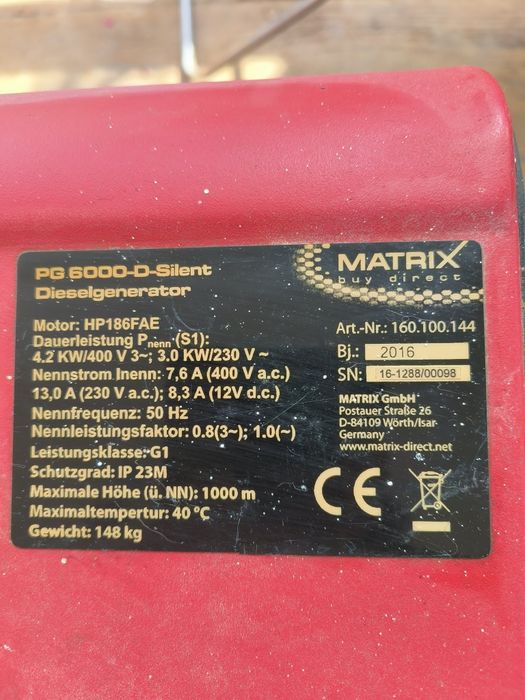 PG 6000-D-Silent
Dieselgenerator
Motor: HP186FAE
Dauerleistung Pnenn (S1):
4.2 KW/400 V 3~; 3.0 KW/230 V ~
Nennstrom Inenn: 7,6 A (400 V a.c.)
13,0 A (230 V a.c.); 8,3 A (12V d.c.)
Nennfrequenz: 50 Hz
Nennleistungsfaktor: 0.8(3~); 1.0(~)
Leistungsklasse: G1
Schutzgrad: IP 23M
Maximale Höhe (ü. NN): 1000 m
Maximaltempertur: 40 °C
Gewicht: 148 kg
MATRIX
buy direct
Art.-Nr.: 160.100.144
Bj.: 2016
SN: 16-1288/00098
MATRIX GmbH
Postauer Straße 26
D-84109 Wörth/Isar
Germany
www.matrix-direct.net
CE